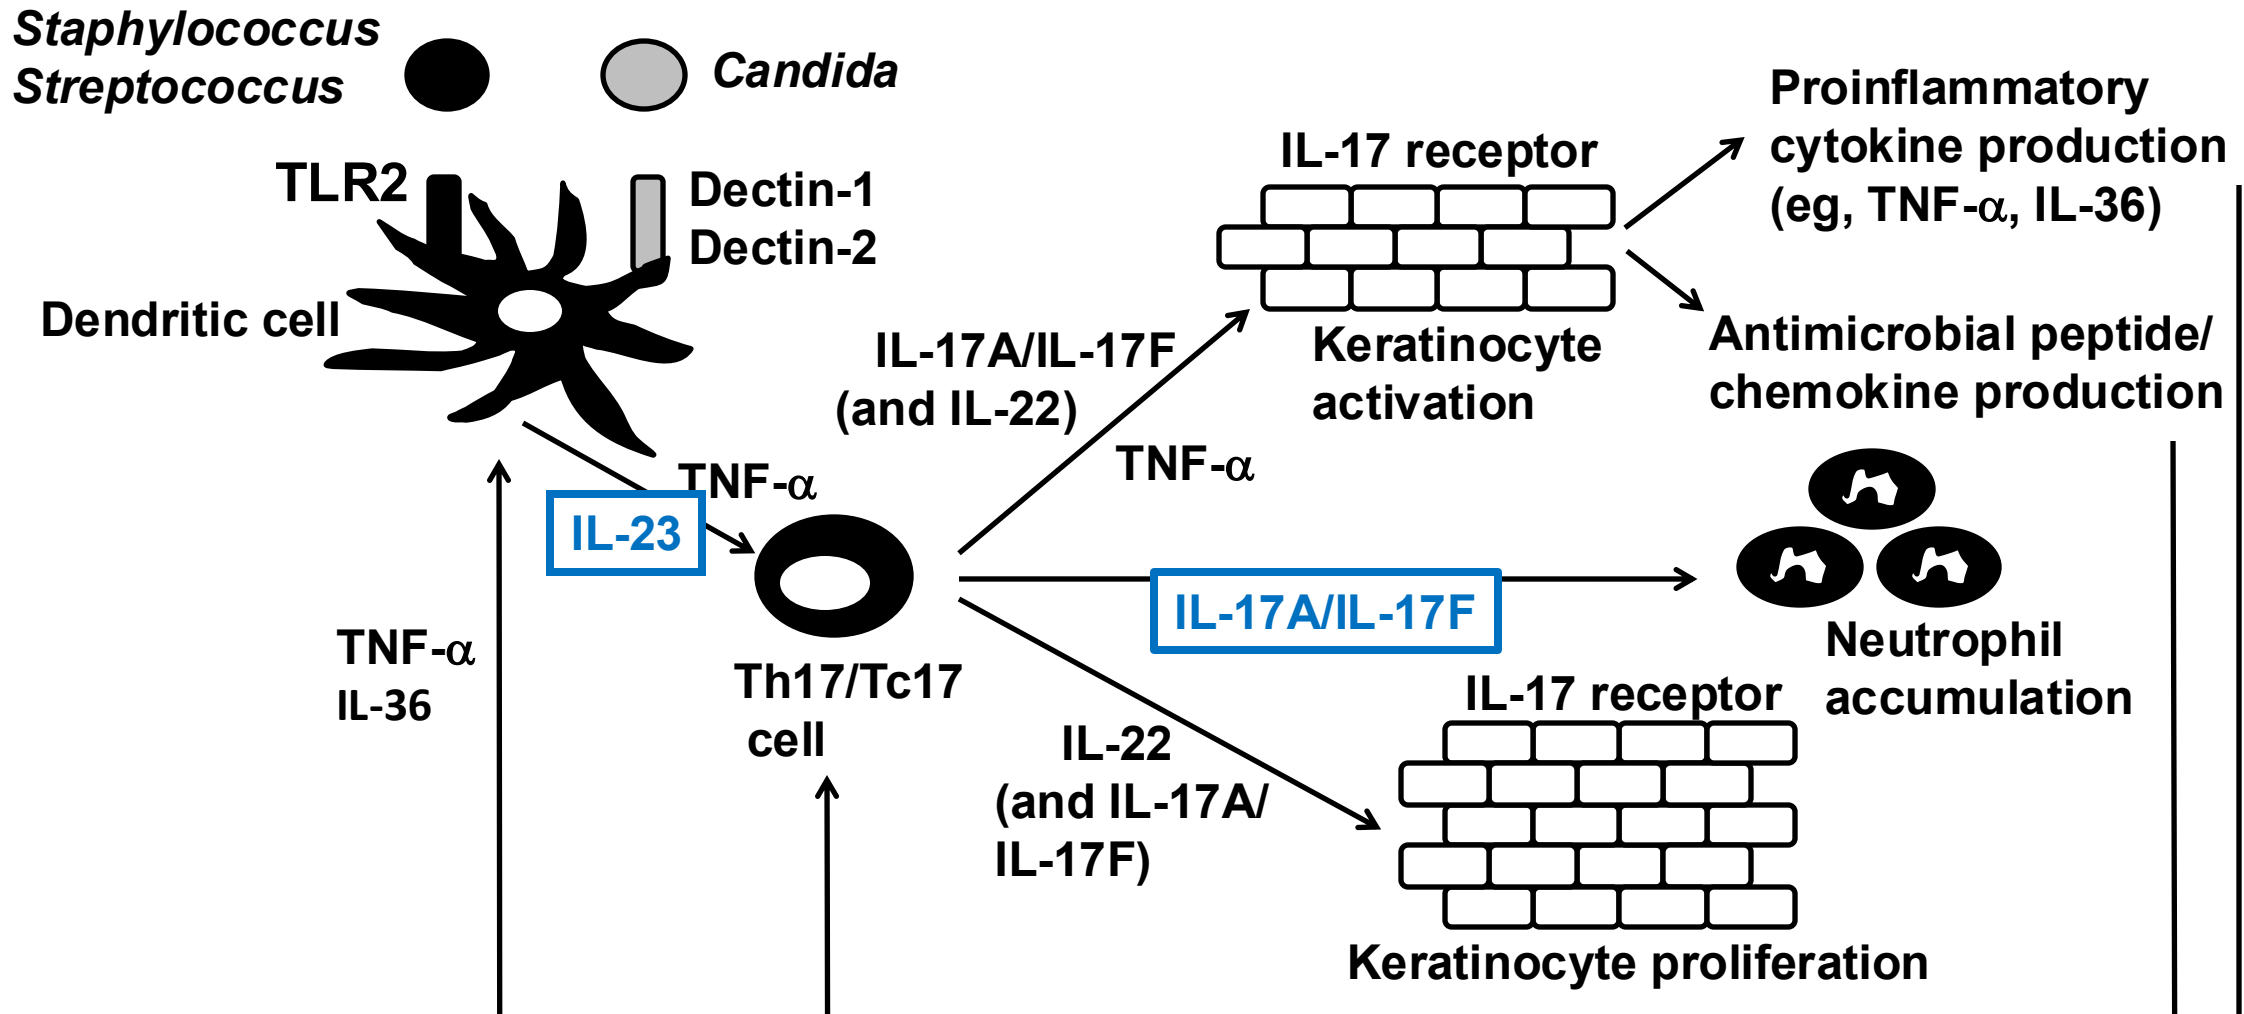 Staphylococcus
Streptococcus
Candida
TLR2
Dectin-1
Dectin-2
Dendritic cell
IL-17 receptor
Proinflammatory
cytokine production
(eg, TNF-α, IL-36)
IL-17A/IL-17F
(and IL-22)
Keratinocyte
activation
Antimicrobial peptide/
chemokine production
TNF-α
TNF-α
IL-23
IL-17A/IL-17F
TNF-α
IL-36
Th17/Tc17
cell
Neutrophil
accumulation
IL-17 receptor
IL-22
(and IL-17A/
IL-17F)
Keratinocyte proliferation